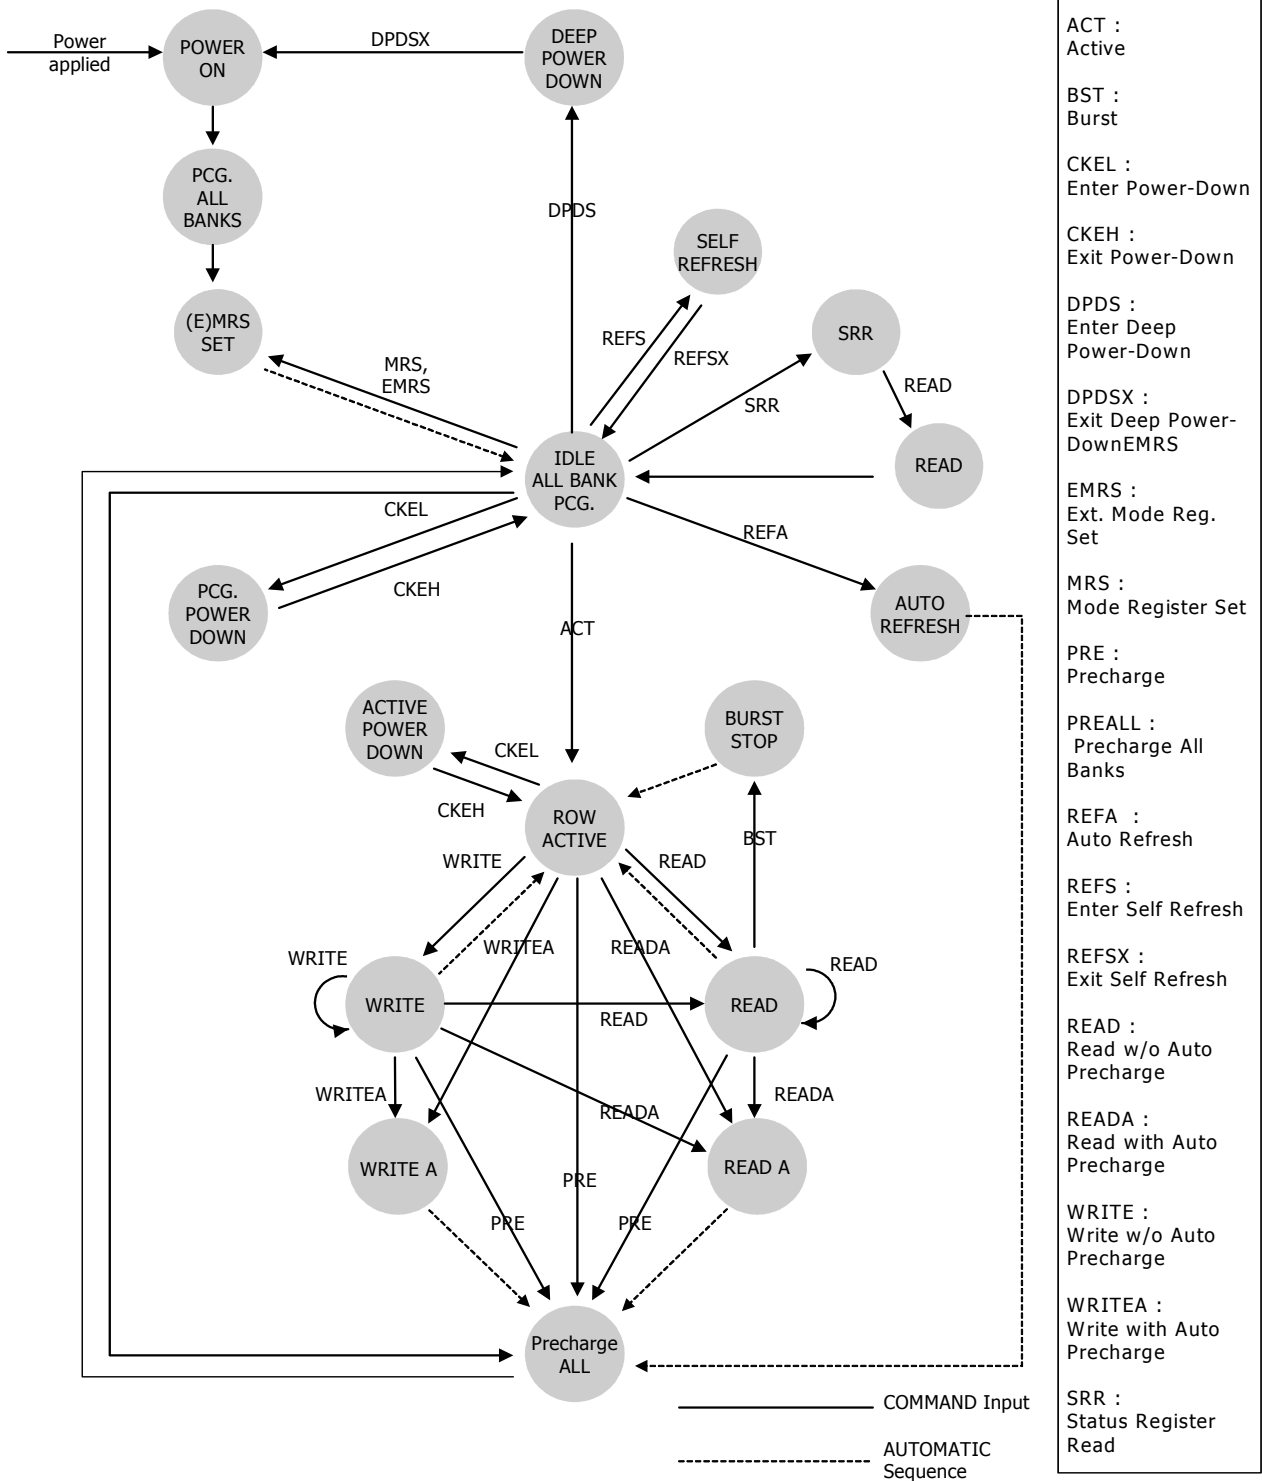 Power
applied
POWER
ON
DPDSX
DEEP
POWER
DOWN
PCG.
ALL
BANKS
DPDS
SELF
REFRESH
(E)MRS
SET
MRS,
EMRS
REFS
REFSX
SRR
SRR
READ
READ
IDLE
ALL BANK
PCG.
CKEL
CKEH
REFA
PCG.
POWER
DOWN
ACT
AUTO
REFRESH
ACTIVE
POWER
DOWN
CKEL
CKEH
BURST
STOP
ROW
ACTIVE
BST
WRITE
READ
WRITEA
READA
WRITE
READ
WRITE
READ
READ
WRITEA
READA
READA
WRITE A
READ A
PRE
PRE
PRE
Precharge
ALL
COMMAND Input
AUTOMATIC
Sequence
ACT :
Active
BST :
Burst
CKEL :
Enter Power-Down
CKEH :
Exit Power-Down
DPDS :
Enter Deep
Power-Down
DPDSX :
Exit Deep Power-
DownEMRS
EMRS :
Ext. Mode Reg.
Set
MRS :
Mode Register Set
PRE :
Precharge
PREALL :
Precharge All
Banks
REFA :
Auto Refresh
REFS :
Enter Self Refresh
REFSX :
Exit Self Refresh
READ :
Read w/o Auto
Precharge
READA :
Read with Auto
Precharge
WRITE :
Write w/o Auto
Precharge
WRITEA :
Write with Auto
Precharge
SRR :
Status Register
Read